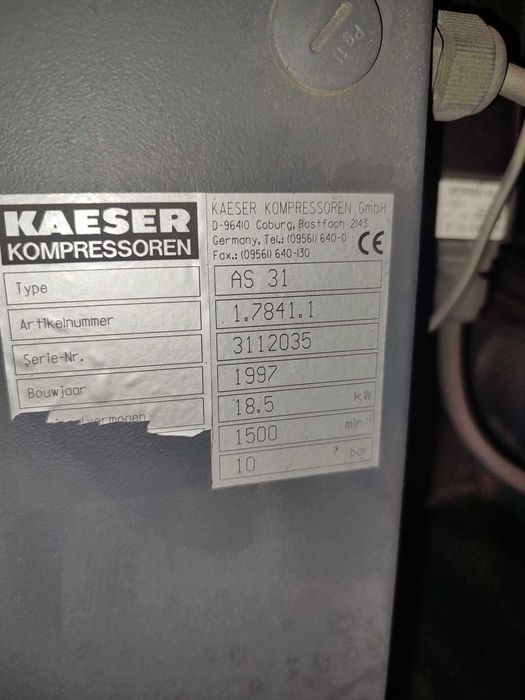 Pg 11
KAESER
KOMPRESSOREN
KAESER KOMPRESSOREN GmbH
D-96410 Coburg, Postfach 2143
Germany, Tel.: (09561) 640-0
Fax.: (09561) 640-130
CE
Type AS 31
Artikelnummer 1.7841.1
Serie-Nr. 3112035
Bouwjaar 1997
18.5 kW
1500 min-1
10 bar